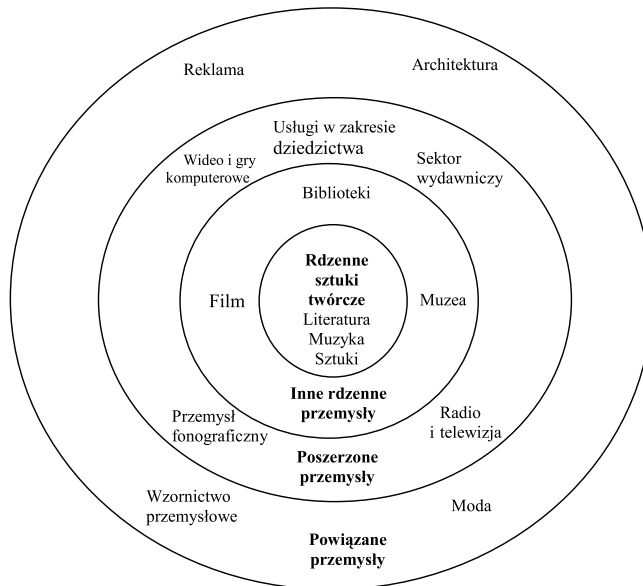 Reklama
Architektura
Usługi w zakresie
dziedzictwa
Wideo i gry
komputerowe
Sektor
wydawniczy
Biblioteki
Rdzenne
sztuki
twórcze
Literatura
Muzyka
Sztuki
Film
Muzea
Inne rdzenne
przemysły
Przemysł
fonograficzny
Radio
i telewizja
Poszerzone
przemysły
Wzornictwo
przemysłowe
Moda
Powiązane
przemysły